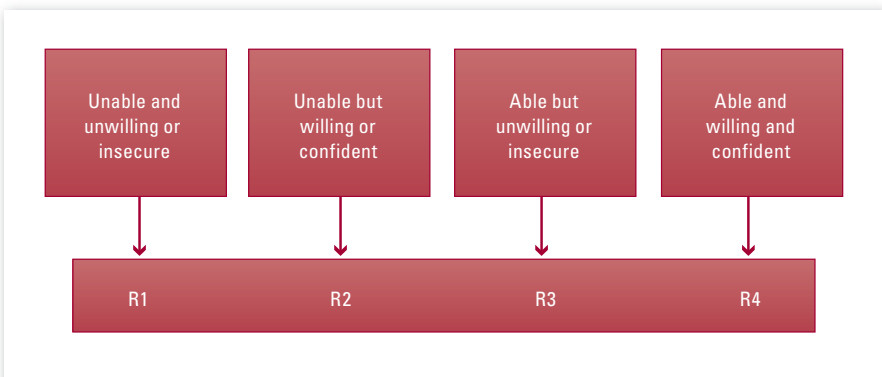 Unable and
unwilling or
insecure
Unable but
willing or
confident
Able but
unwilling or
insecure
Able and
willing and
confident
R1
R2
R3
R4